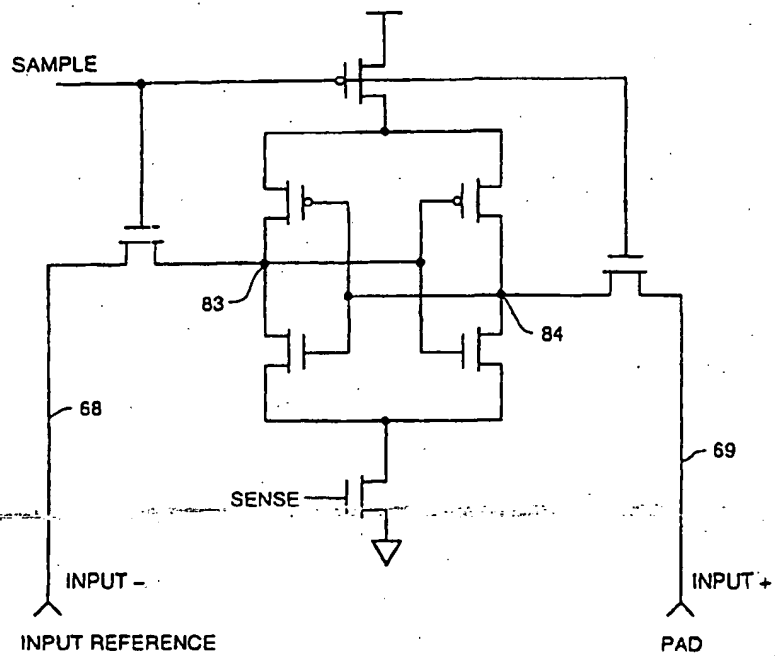 SAMPLE
83
84
68
69
SENSE
INPUT –
INPUT +
INPUT REFERENCE
PAD